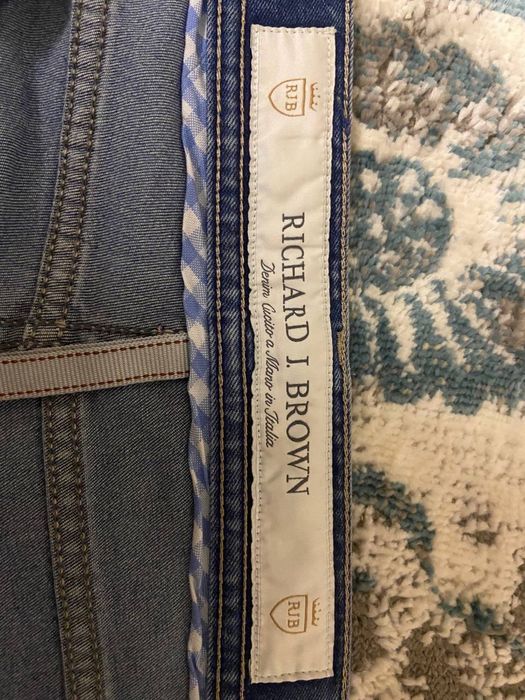 RJB
RICHARD J. BROWN
Denim Cucito a Mano in Italia
RJB